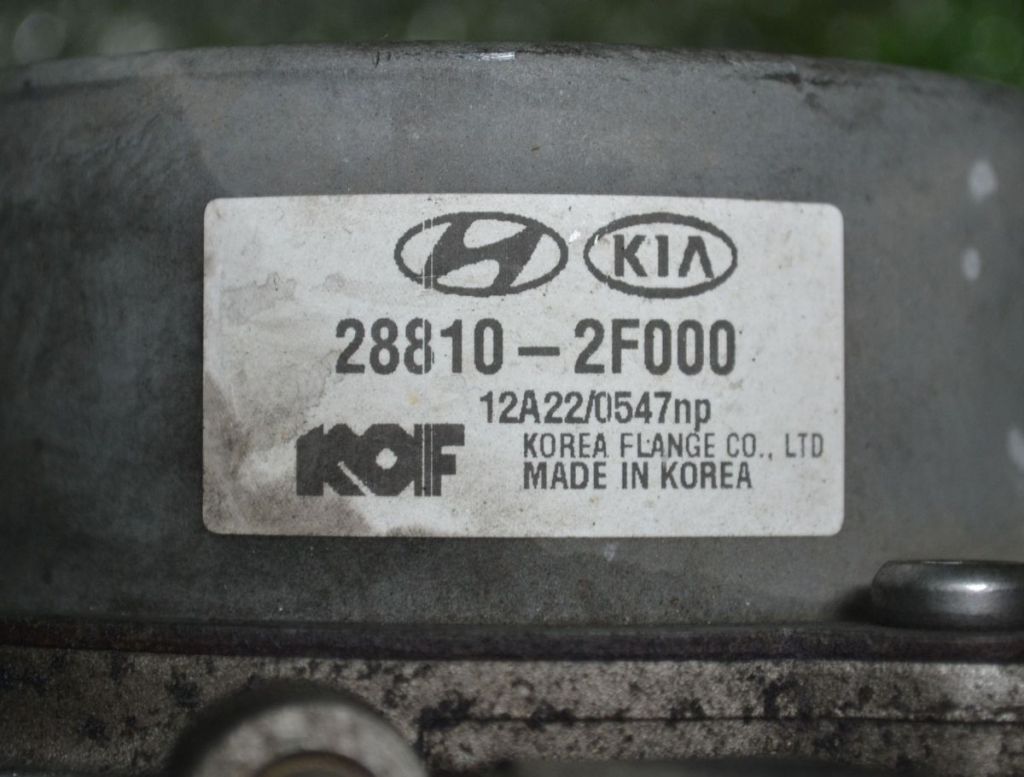 KIA
28810-2F000
12A22/0547np
KOF KOREA FLANGE CO., LTD
MADE IN KOREA